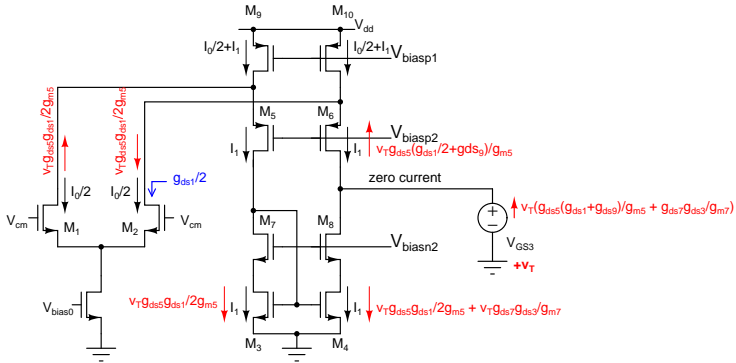 M9
M10
Vdd
I0/2+I1
I0/2+I1
Vbiasp1
vTgds5gds1/2gm5
vTgds5gds1/2gm5
M5
M6
Vbiasp2
I1
I1
vTgds5(gds1/2+gds9)/gm5
I0/2
I0/2
gds1/2
zero current
Vcm
M1
M2
Vcm
vT(gds5(gds1+gds9)/gm5 + gds7gds3/gm7)
+
−
M7
M8
Vbiasn2
VGS3
+vT
Vbias0
vTgds5gds1/2gm5
I1
I1
vTgds5gds1/2gm5 + vTgds7gds3/gm7
M3
M4